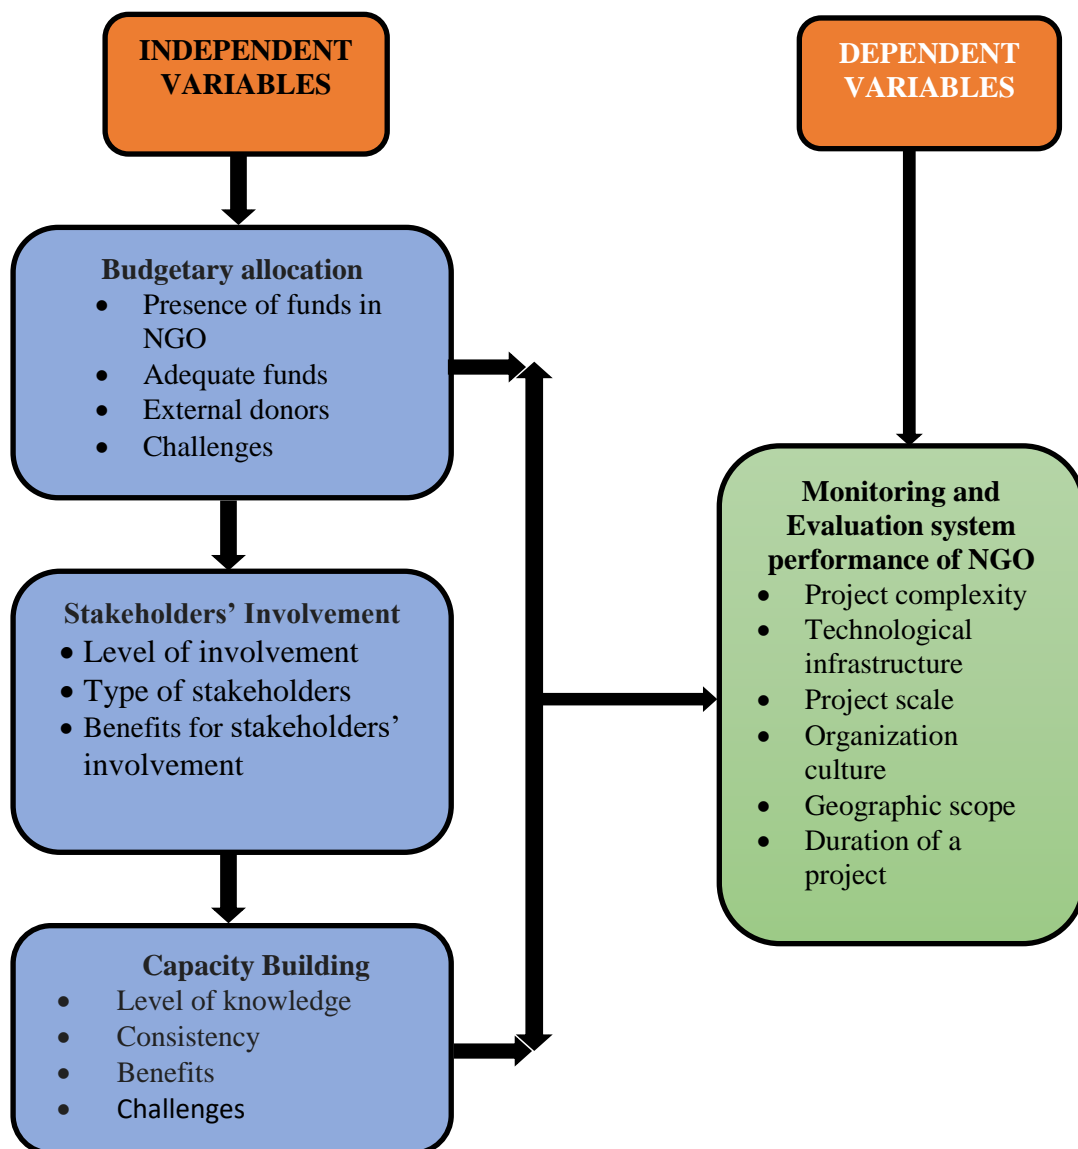 INDEPENDENT
VARIABLES
Budgetary allocation
• Presence of funds in
NGO
• Adequate funds
• External donors
• Challenges
Stakeholders’ Involvement
• Level of involvement
• Type of stakeholders
• Benefits for stakeholders’
involvement
Capacity Building
• Level of knowledge
• Consistency
• Benefits
• Challenges
DEPENDENT
VARIABLES
Monitoring and
Evaluation system
performance of NGO
• Project complexity
• Technological
infrastructure
• Project scale
• Organization
culture
• Geographic scope
• Duration of a
project